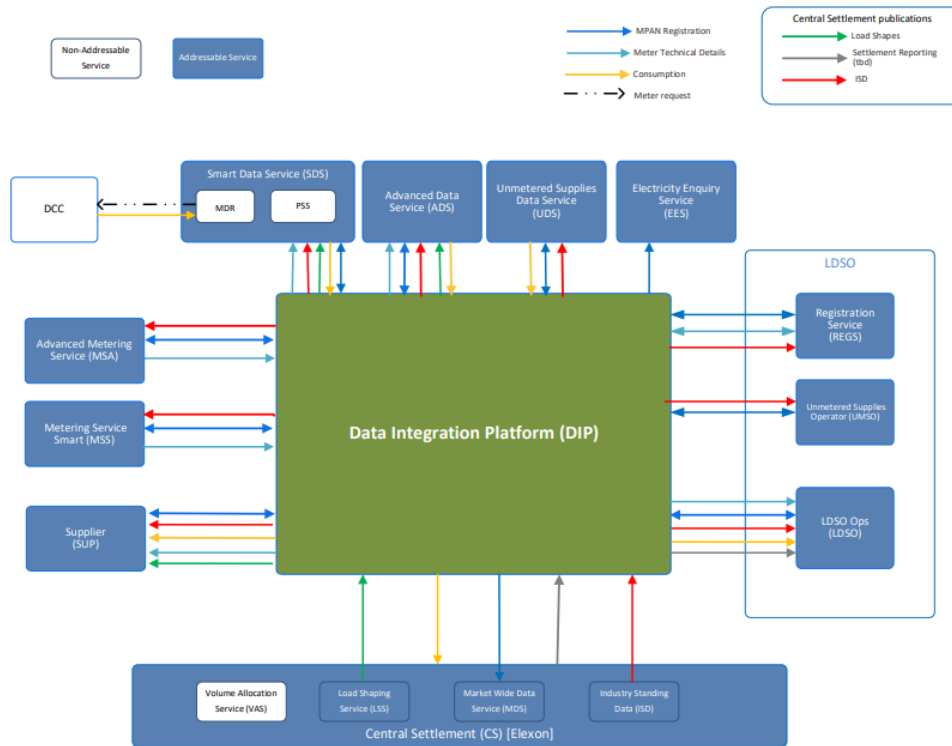 Non-Addressable
Service
Addressable Service
MPAN Registration
Meter Technical Details
Consumption
Meter request
Central Settlement publications
Load Shapes
Settlement Reporting
(tbd)
ISD
DCC
Smart Data Service (SDS)
MDR
PSS
Advanced Data
Service (ADS)
Unmetered Supplies
Data Service
(UDS)
Electricity Enquiry
Service
(EES)
LDSO
Registration
Service
(REGS)
Unmetered Supplies
Operator (UMSO)
LDSO Ops
(LDSO)
Advanced Metering
Service (MSA)
Metering Service
Smart (MSS)
Supplier
(SUP)
Data Integration Platform (DIP)
Volume Allocation
Service (VAS)
Load Shaping
Service (LSS)
Market Wide Data
Service (MDS)
Industry Standing
Data (ISD)
Central Settlement (CS) [Elexon]